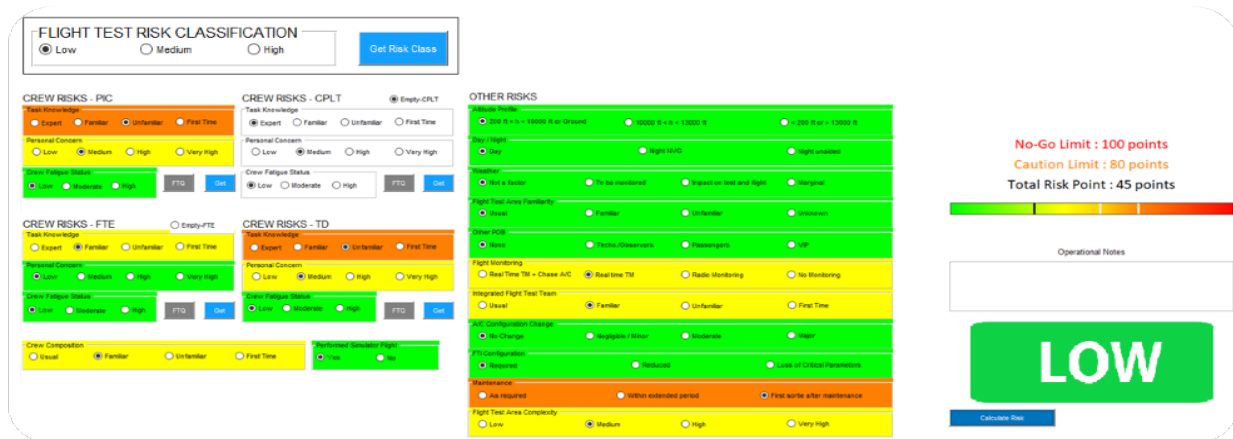 FLIGHT TEST RISK CLASSIFICATION
Low Medium High
Get Risk Class
CREW RISKS - PIC
Task Knowledge
Expert Familiar Unfamiliar First Time
Personal Concern
Low Medium High Very High
Crew Fatigue Status
Low Moderate High FTQ Get
CREW RISKS - CPLT Empty-CPLT
Task Knowledge
Expert Familiar Unfamiliar First Time
Personal Concern
Low Medium High Very High
Crew Fatigue Status
Low Moderate High FTQ Get
CREW RISKS - FTE Empty-FTE
Task Knowledge
Expert Familiar Unfamiliar First Time
Personal Concern
Low Medium High Very High
Crew Fatigue Status
Low Moderate High FTQ Get
CREW RISKS - TD
Task Knowledge
Expert Familiar Unfamiliar First Time
Personal Concern
Low Medium High Very High
Crew Fatigue Status
Low Moderate High FTQ Get
Crew Composition
Usual Familiar Unfamiliar First Time
Performed Simulator Flight
Yes No
OTHER RISKS
Altitude Profile
200 ft < h < 10000 ft or Ground 10000 ft < h < 13000 ft < 200 ft or > 13000 ft
Day / Night
Day Night NVG Night unaided
Weather
Not a factor To be monitored Impact on test and flight Marginal
Flight Test Area Familiarity
Usual Familiar Unfamiliar Unknown
Other POB
None Techs./Observers Passengers VIP
Flight Monitoring
Real Time TM + Chase A/C Real time TM Radio Monitoring No Monitoring
Integrated Flight Test Team
Usual Familiar Unfamiliar First Time
A/C Configuration Change
No Change Negligible / Minor Moderate Major
FTI Configuration
Required Reduced Loss of Critical Parameters
Maintenance
As required Within extended period First sortie after maintenance
Flight Test Area Complexity
Low Medium High Very High
No-Go Limit : 100 points
Caution Limit : 80 points
Total Risk Point : 45 points
Operational Notes
LOW
Calculate Risk